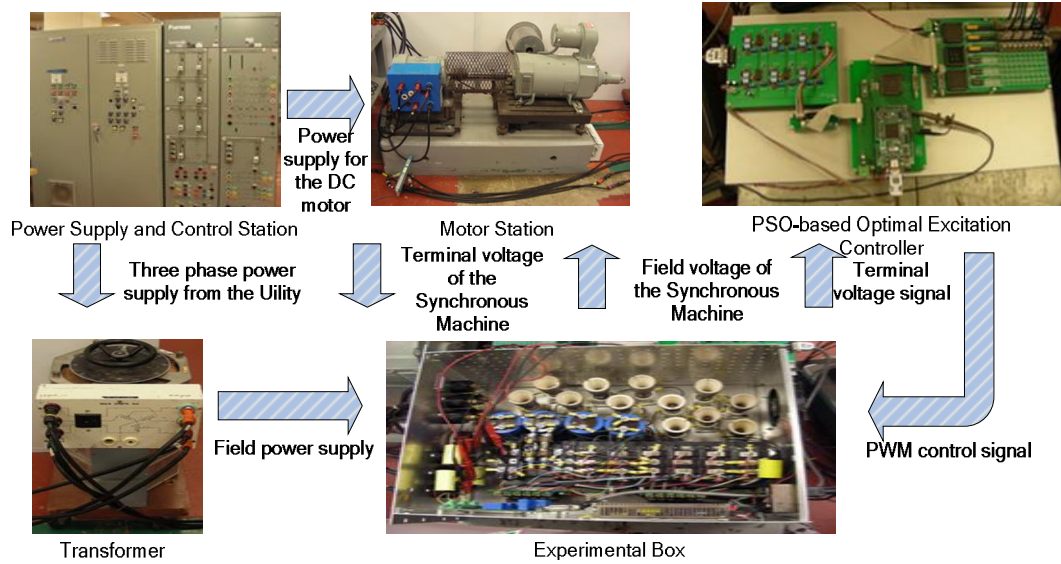 Power
supply for
the DC
motor
Power Supply and Control Station
Motor Station
PSO-based Optimal Excitation
Controller
Three phase power
supply from the Uility
Terminal voltage
of the
Synchronous
Machine
Field voltage of
the Synchronous
Machine
Terminal
voltage signal
Field power supply
PWM control signal
Transformer
Experimental Box